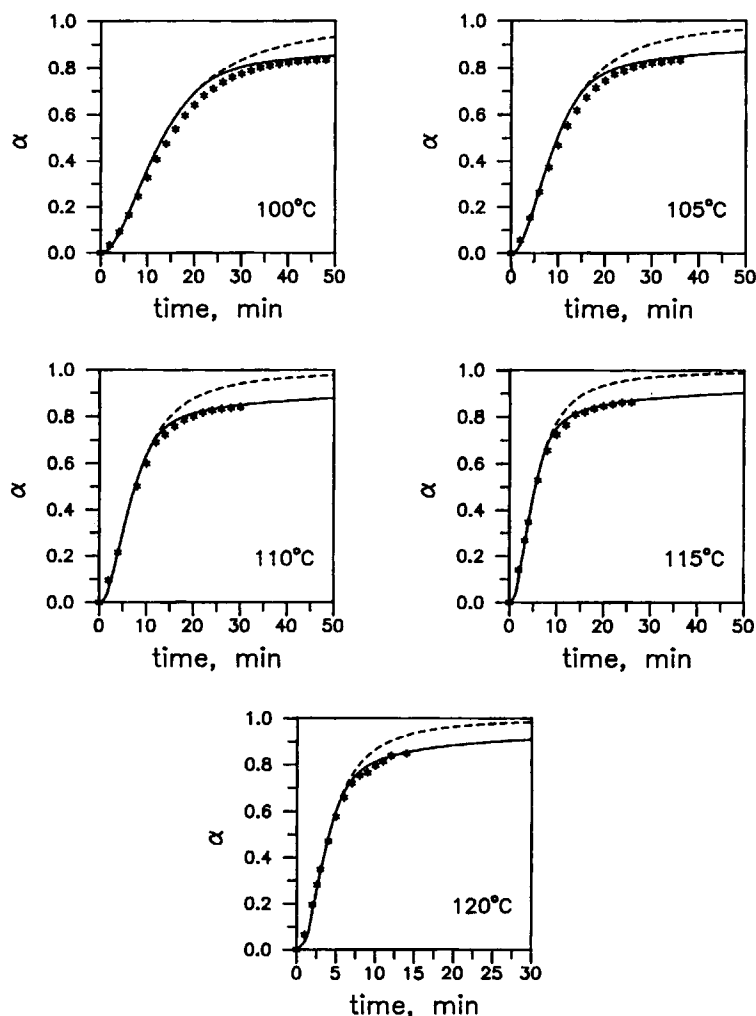 1.0 1.0
0.8 0.8
0.6 0.6
α α
0.4 0.4
0.2 0.2
100°C 105°C
0.0 0.0
0 10 20 30 40 50 0 10 20 30 40 50
time, min time, min
1.0 1.0
0.8 0.8
0.6 0.6
α α
0.4 0.4
0.2 0.2
110°C 115°C
0.0 0.0
0 10 20 30 40 50 0 10 20 30 40 50
time, min time, min
1.0
0.8
0.6
α
0.4
0.2
120°C
0.0
0 5 10 15 20 25 30
time, min